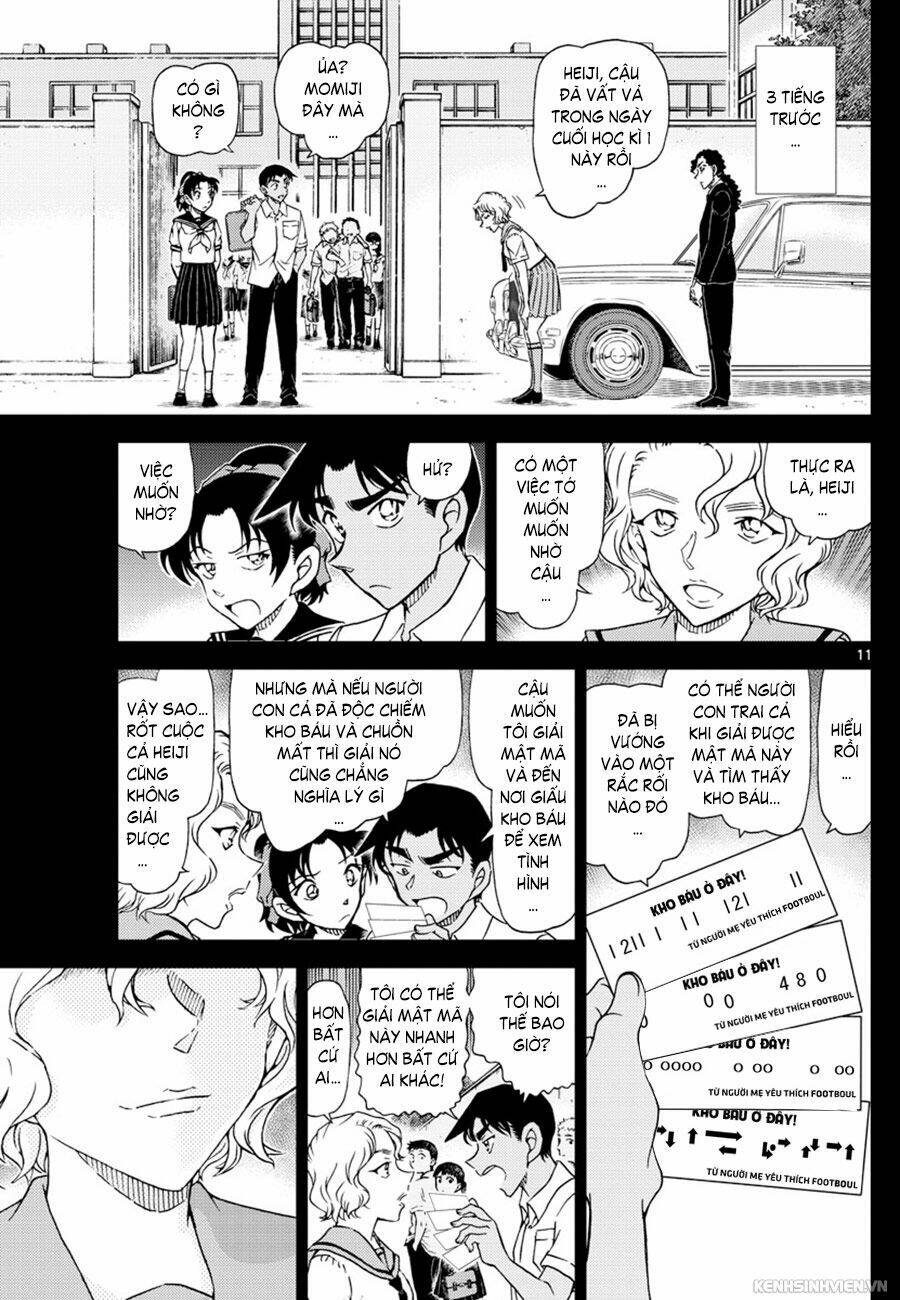 3 TIẾNG
TRƯỚC
...
HEIJI, CẬU
ĐÃ VẤT VẢ
TRONG NGÀY
CUỐI HỌC KÌ 1
NÀY RỒI
...
ỦA?
MOMIJI
ĐÂY MÀ
...
CÓ GÌ
KHÔNG
?
THỰC RA
LÀ, HEIJI
...
CÓ MỘT
VIỆC TỚ
MUỐN
MUỐN
NHỜ
CẬU
...
HỬ?
VIỆC
MUỐN
NHỜ?
11
HIỂU
RỒI
...
CÓ THỂ NGƯỜI
CON TRAI CẢ
KHI GIẢI ĐƯỢC
MẬT MÃ NÀY
VÀ TÌM THẤY
KHO BÁU...
ĐÃ BỊ
VƯỚNG
VÀO MỘT
RẮC RỐI
NÀO ĐÓ
...
KHO BÁU Ở ĐÂY!
1211 1 11 121 11
TỪ NGƯỜI MẸ YÊU THÍCH FOOTBOUL
KHO BÁU Ở ĐÂY!
00 480
TỪ NGƯỜI MẸ YÊU THÍCH FOOTBOUL
BÁU Ở ĐÂY!
O OOOO OO O OO
TỪ NGƯỜI MẸ YÊU THÍCH FOOTBOUL
KHO BÁU Ở ĐÂY!
TỪ NGƯỜI MẸ YÊU THÍCH FOOTBOUL
CẬU
MUỐN
TÔI GIẢI
MẬT MÃ
VÀ ĐẾN
NƠI GIẤU
KHO BÁU
ĐỂ XEM
TÌNH
HÌNH
...
NHƯNG MÀ NẾU NGƯỜI
CON CẢ ĐÃ ĐỘC CHIẾM
KHO BÁU VÀ CHUỒN
MẤT THÌ GIẢI NÓ
CŨNG CHẲNG
NGHĨA LÝ GÌ
...
VẬY SAO...
RỐT CUỘC
CẢ HEIJI
CŨNG
KHÔNG
GIẢI
ĐƯỢC
...
TÔI NÓI
THẾ BAO
GIỜ?
TÔI CÓ THỂ
GIẢI MẬT MÃ
NÀY NHANH
HƠN BẤT CỨ
AI KHÁC!
HƠN
BẤT
CỨ
AI...
KENHSINHVIEN.VN